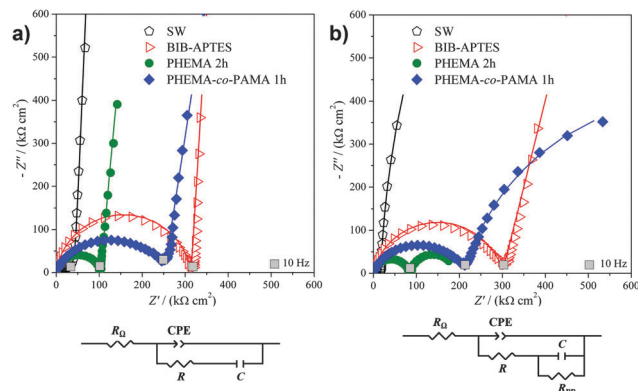 a)
600
500
400
300
200
100
0
- Z'' / (kΩ cm²)
SW
BIB-APTES
PHEMA 2h
PHEMA-co-PAMA 1h
10 Hz
0 100 200 300 400 500 600
Z' / (kΩ cm²)
RΩ
CPE
R
C
b)
600
500
400
300
200
100
0
- Z'' / (kΩ cm²)
SW
BIB-APTES
PHEMA 2h
PHEMA-co-PAMA 1h
10 Hz
0 100 200 300 400 500 600
Z' / (kΩ cm²)
RΩ
CPE
C
R